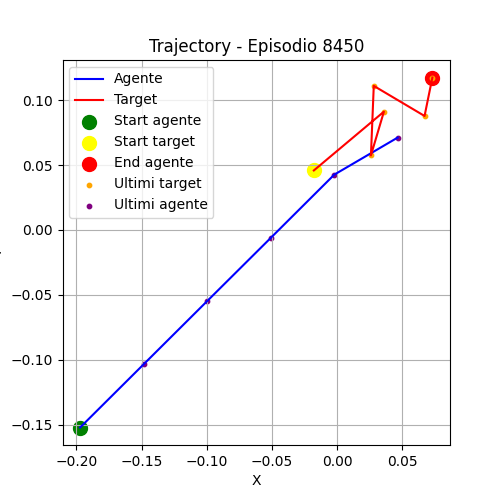 Trajectory - Episodio 8450
Agente
Target
Start agente
Start target
End agente
Ultimi target
Ultimi agente
0.10
0.05
0.00
−0.05
−0.10
−0.15
−0.20
−0.15
−0.10
−0.05
0.00
0.05
X